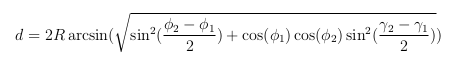 d = 2R arcsin(√(sin²((ϕ₂ − ϕ₁)/2) + cos(ϕ₁) cos(ϕ₂) sin²((γ₂ − γ₁)/2)))